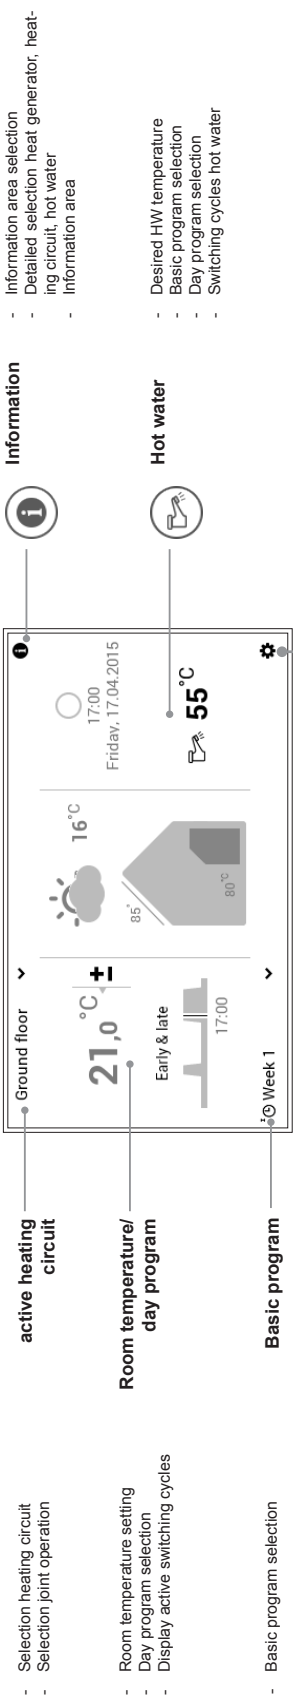 - Selection heating circuit
- Selection joint operation
active heating
circuit
- Room temperature setting
- Day program selection
- Display active switching cycles
Room temperature/
day program
- Basic program selection
Basic program
Ground floor
21,0 °C
±
Early & late
17:00
Week 1
16°C
85°
80°C
17:00
Friday, 17.04.2015
55°C
Information
- Information area selection
- Detailed selection heat generator, heat-
ing circuit, hot water
- Information area
Hot water
- Desired HW temperature
- Basic program selection
- Day program selection
- Switching cycles hot water